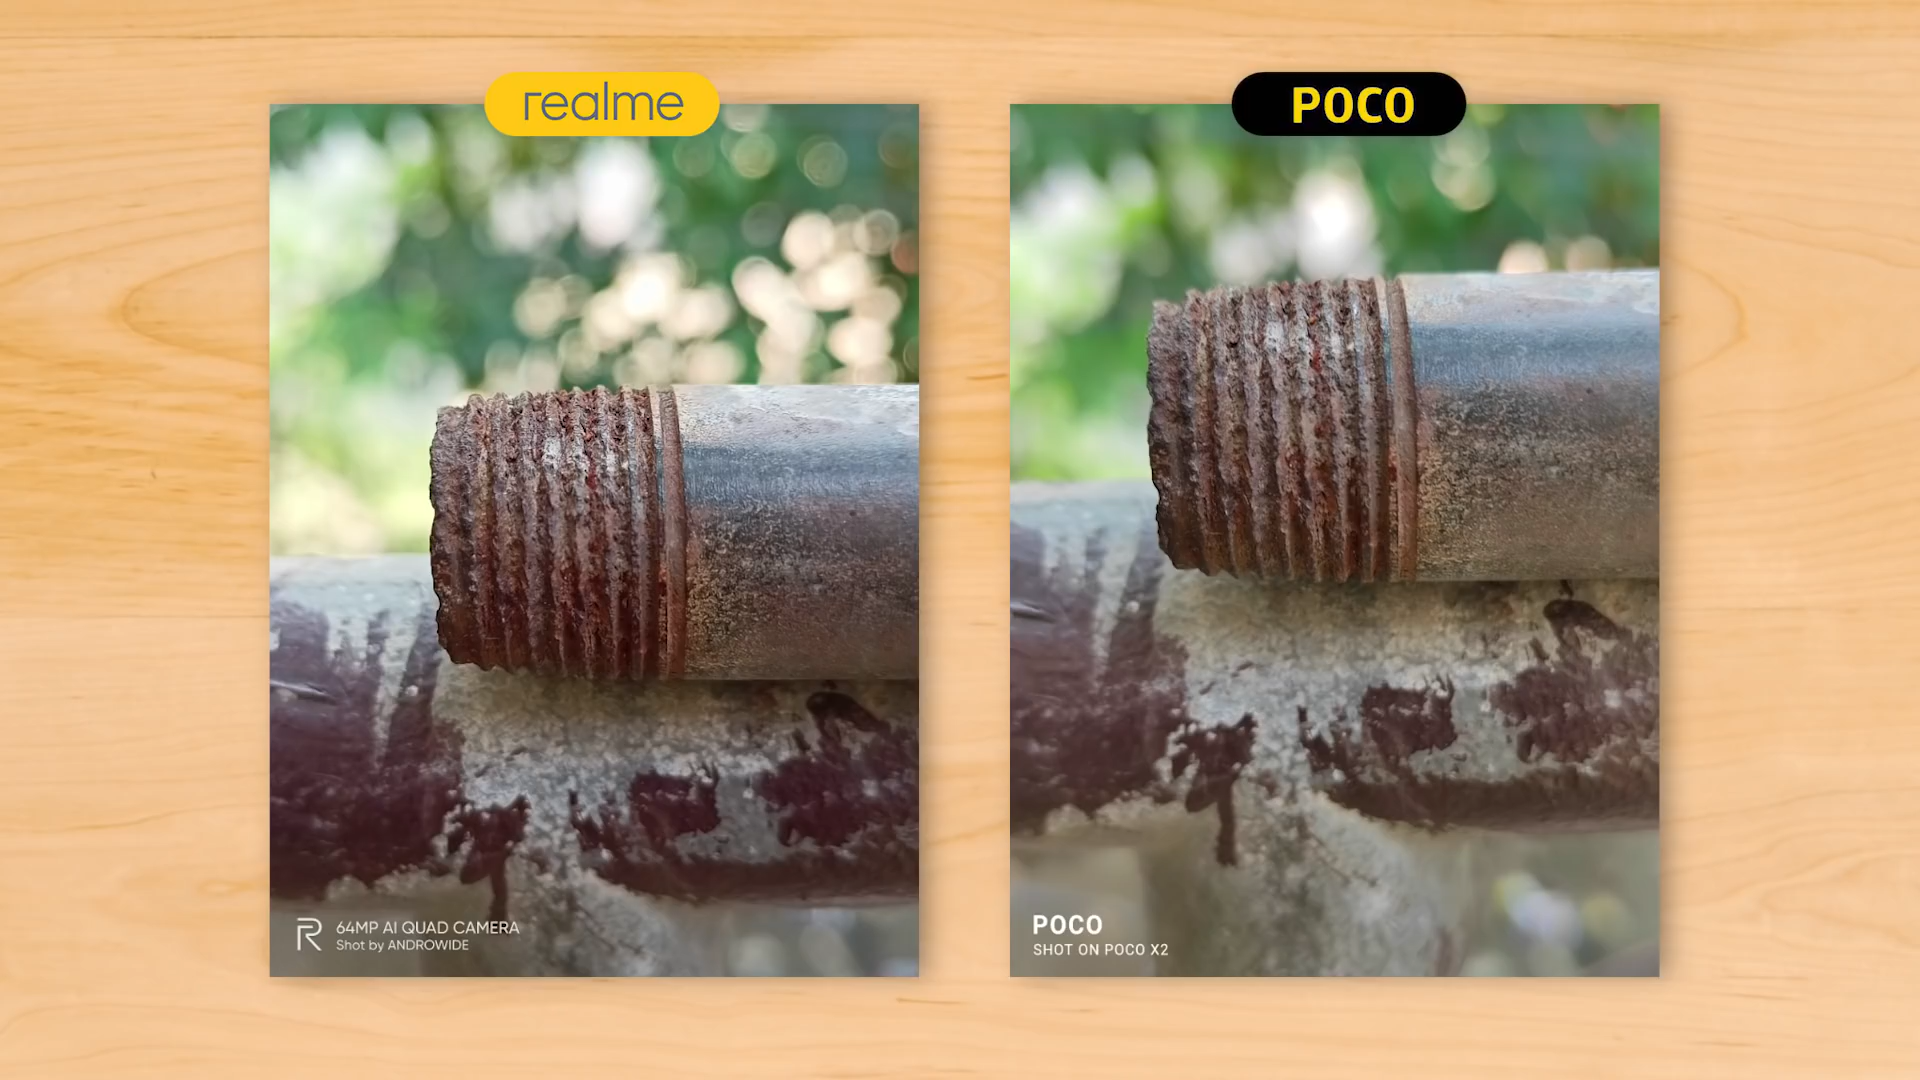 realme
POCO
64MP AI QUAD CAMERA
Shot by ANDROWIDE
POCO
SHOT ON POCO X2